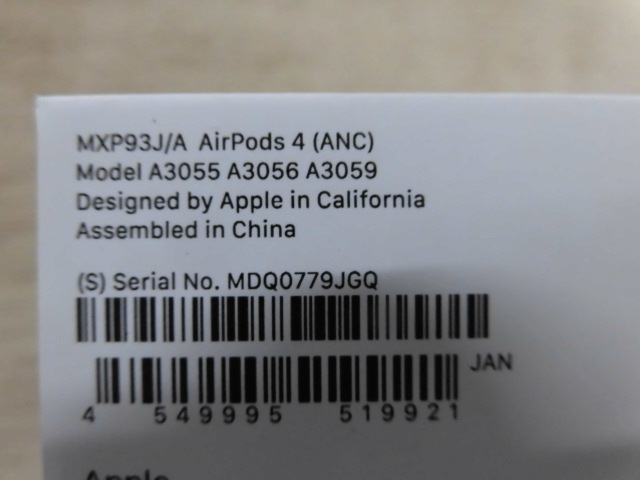 MXP93J/A AirPods 4 (ANC)
Model A3055 A3056 A3059
Designed by Apple in California
Assembled in China
(S) Serial No. MDQ0779JGQ
JAN
4 549995 519921
Apple